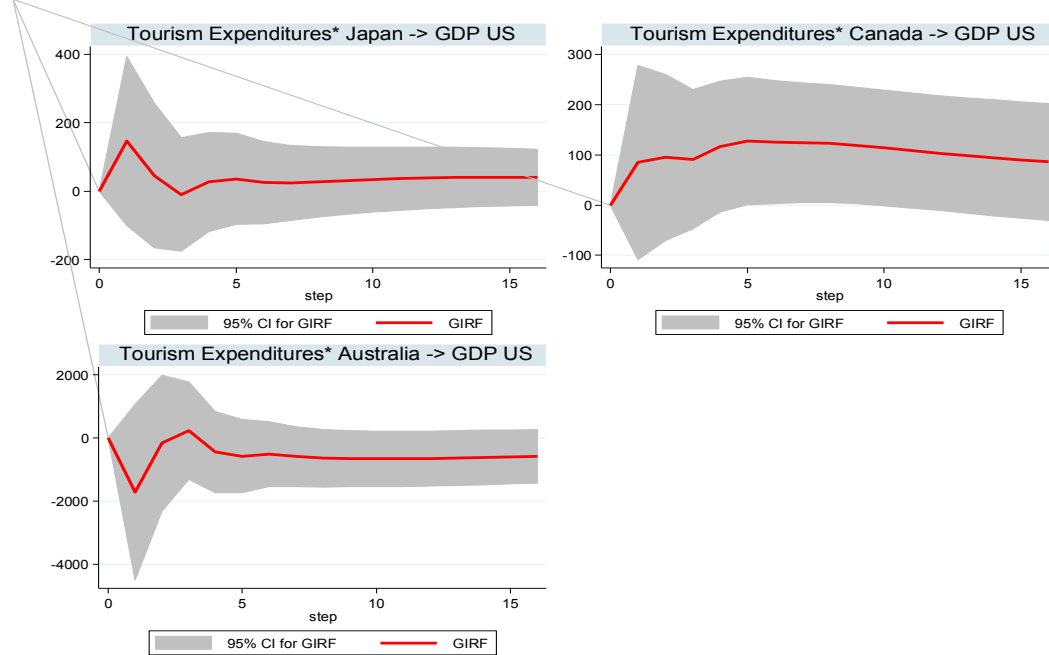 Tourism Expenditures* Japan -> GDP US
400
200
0
-200
0 5 10 15
step
95% CI for GIRF GIRF
Tourism Expenditures* Canada -> GDP US
300
200
100
0
-100
0 5 10 15
step
95% CI for GIRF GIRF
Tourism Expenditures* Australia -> GDP US
2000
0
-2000
-4000
0 5 10 15
step
95% CI for GIRF GIRF